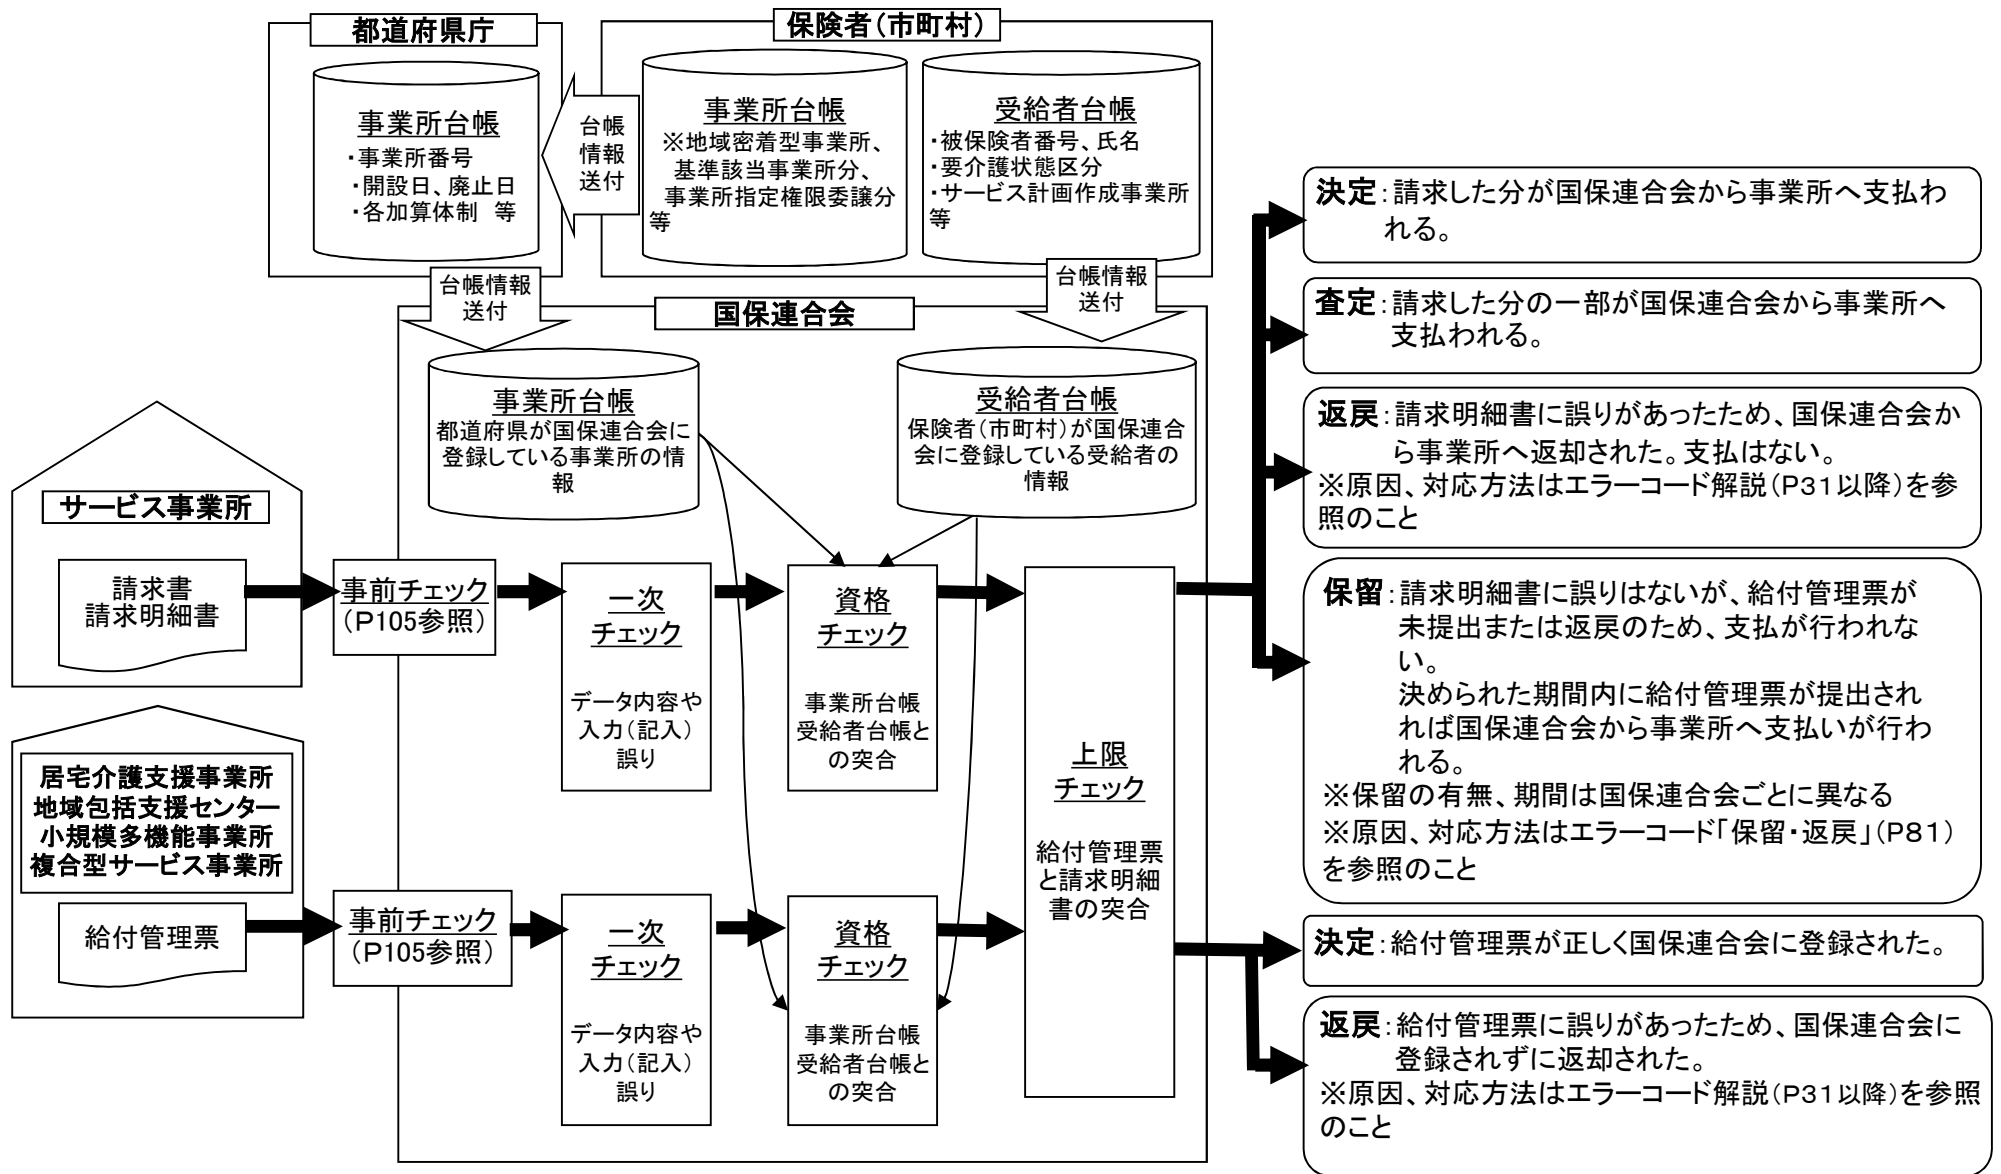 都道府県庁
事業所台帳
・事業所番号
・開設日、廃止日
・各加算体制　等
台帳
情報
送付
保険者（市町村）
事業所台帳
※地域密着型事業所、
基準該当事業所分、
事業所指定権限委譲分
等
受給者台帳
・被保険者番号、氏名
・要介護状態区分
・サービス計画作成事業所
等
台帳情報
送付
台帳情報
送付
国保連合会
事業所台帳
都道府県が国保連合会に
登録している事業所の情
報
受給者台帳
保険者（市町村）が国保連合
会に登録している受給者の
情報
サービス事業所
請求書
請求明細書
事前チェック
（P105参照）
一次
チェック
データ内容や
入力（記入）
誤り
資格
チェック
事業所台帳
受給者台帳と
の突合
居宅介護支援事業所
地域包括支援センター
小規模多機能事業所
複合型サービス事業所
給付管理票
事前チェック
（P105参照）
一次
チェック
データ内容や
入力（記入）
誤り
資格
チェック
事業所台帳
受給者台帳と
の突合
上限
チェック
給付管理票
と請求明細
書の突合
決定：請求した分が国保連合会から事業所へ支払わ
れる。
査定：請求した分の一部が国保連合会から事業所へ
支払われる。
返戻：請求明細書に誤りがあったため、国保連合会か
ら事業所へ返却された。支払はない。
※原因、対応方法はエラーコード解説（P31以降）を参
照のこと
保留：請求明細書に誤りはないが、給付管理票が
未提出または返戻のため、支払が行われな
い。
決められた期間内に給付管理票が提出され
れば国保連合会から事業所へ支払いが行わ
れる。
※保留の有無、期間は国保連合会ごとに異なる
※原因、対応方法はエラーコード「保留・返戻」（P81）
を参照のこと
決定：給付管理票が正しく国保連合会に登録された。
返戻：給付管理票に誤りがあったため、国保連合会に
登録されずに返却された。
※原因、対応方法はエラーコード解説（P31以降）を参照
のこと